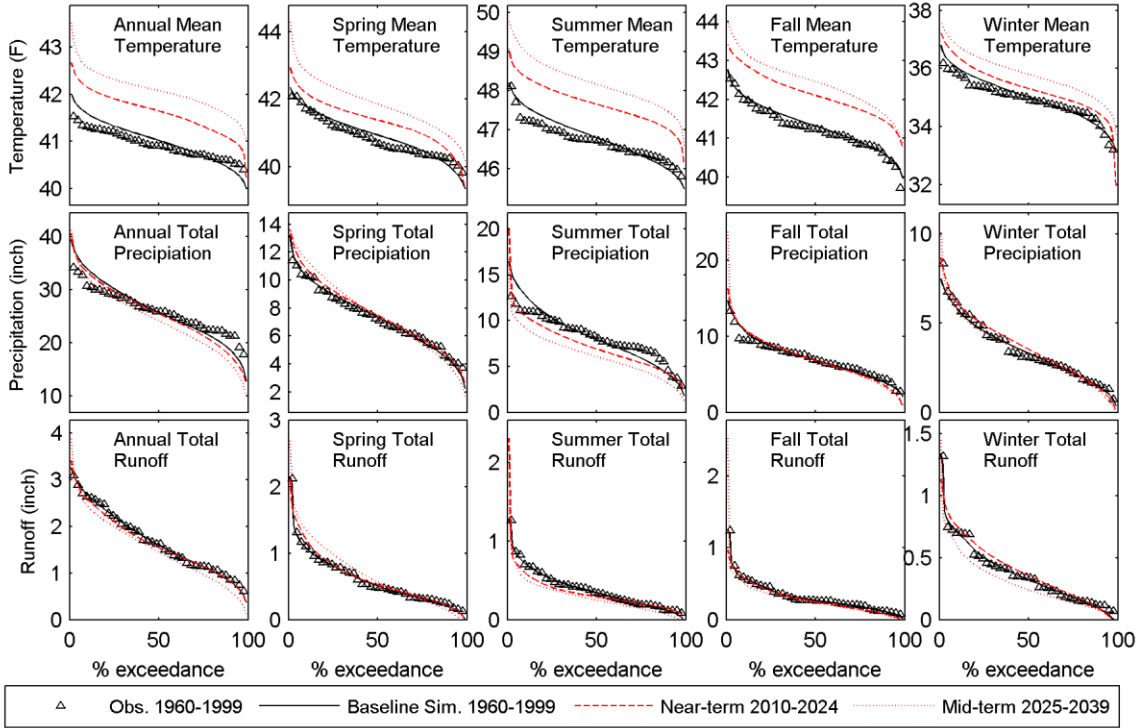 Annual Mean
Temperature
Spring Mean
Temperature
Summer Mean
Temperature
Fall Mean
Temperature
Winter Mean
Temperature
Temperature (F)
43
42
41
40
44
42
40
50
49
48
47
46
44
43
42
41
40
38
36
34
32
Annual Total
Precipitation
Spring Total
Precipiation
Summer Total
Precipitation
Fall Total
Precipitation
Winter Total
Precipitation
Precipitation (inch)
40
30
20
10
14
12
10
8
6
4
2
20
15
10
5
0
20
10
0
10
5
0
Annual Total
Runoff
Spring Total
Runoff
Summer Total
Runoff
Fall Total
Runoff
Winter Total
Runoff
Runoff (inch)
4
3
2
1
0
3
2
1
0
2
1
0
2
1
0
1.5
1
0.5
0
0 50 100
0 50 100
0 50 100
0 50 100
0 50 100
% exceedance
% exceedance
% exceedance
% exceedance
% exceedance
Obs. 1960-1999
Baseline Sim. 1960-1999
Near-term 2010-2024
Mid-term 2025-2039